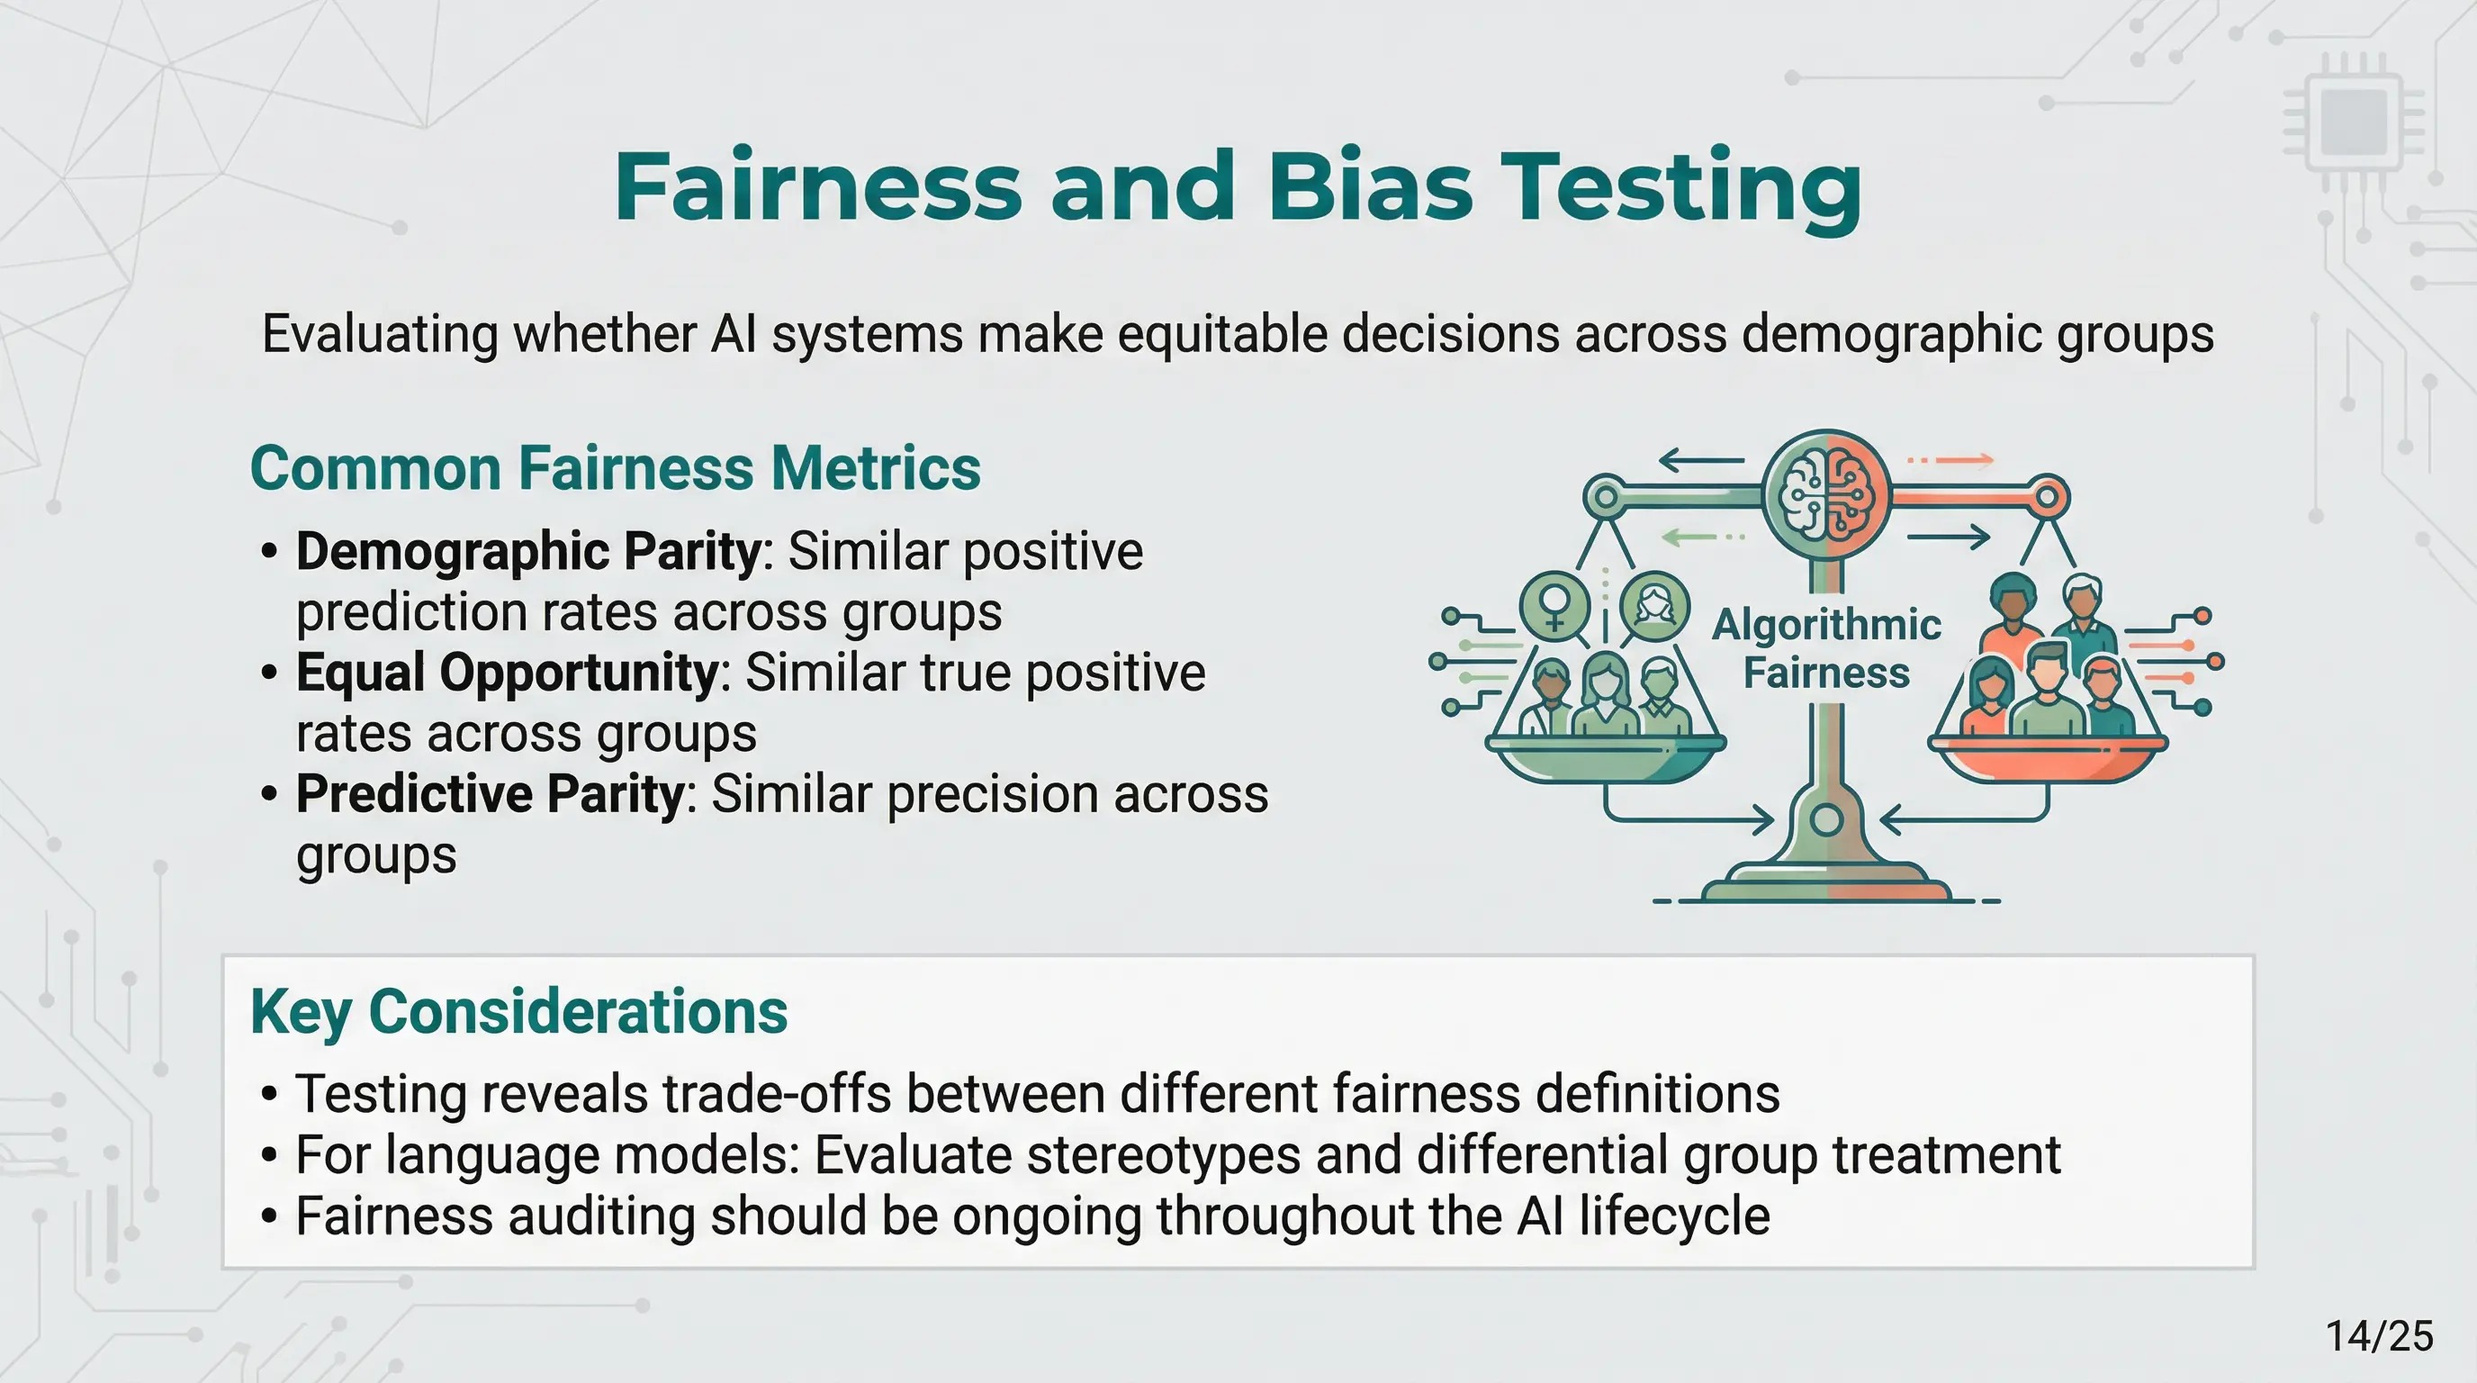 Fairness and Bias Testing
Evaluating whether AI systems make equitable decisions across demographic groups
Common Fairness Metrics
• Demographic Parity: Similar positive
prediction rates across groups
• Equal Opportunity: Similar true positive
rates across groups
• Predictive Parity: Similar precision across
groups
Algorithmic
Fairness
Key Considerations
• Testing reveals trade-offs between different fairness definitions
• For language models: Evaluate stereotypes and differential group treatment
• Fairness auditing should be ongoing throughout the AI lifecycle
14/25